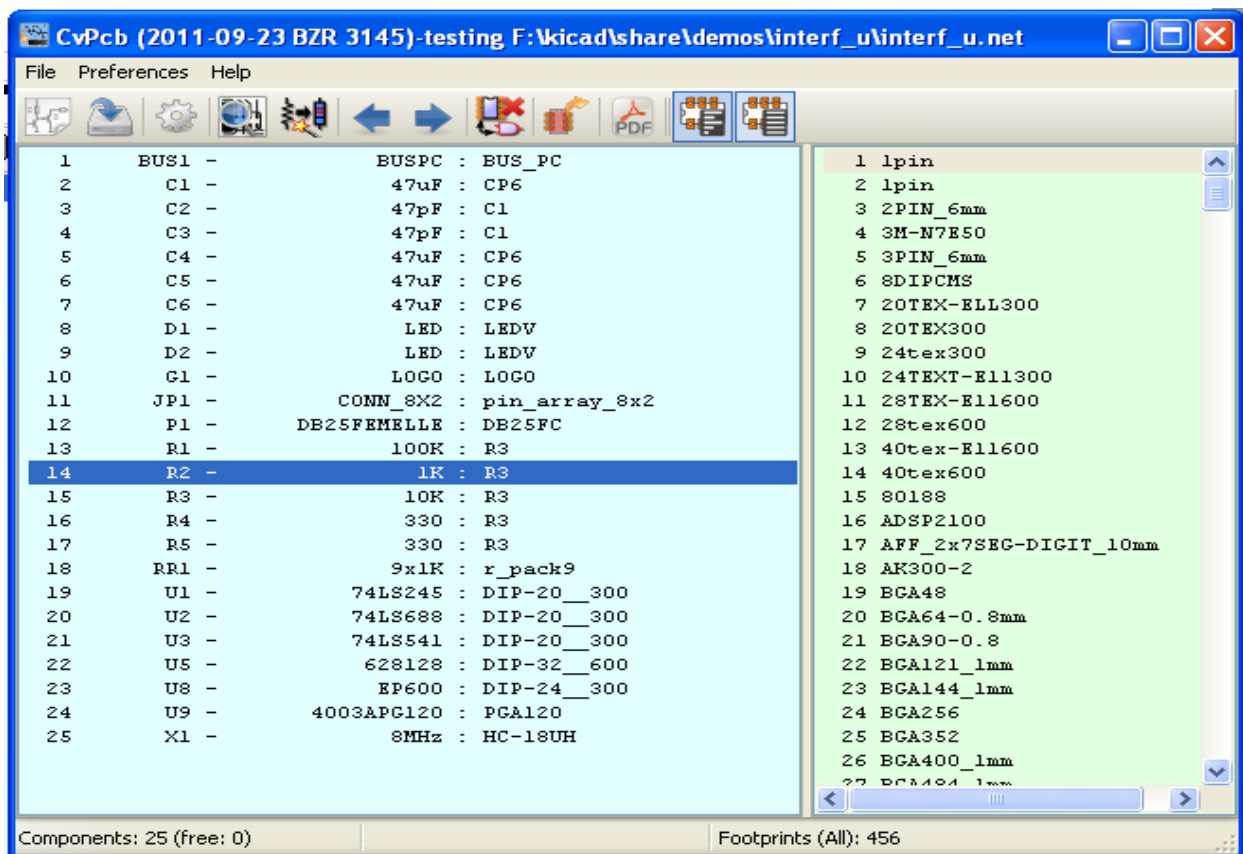 CvPcb (2011-09-23 BZR 3145)-testing F:\kicad\share\demos\interf_u\interf_u.net
File Preferences Help
PDF
1 BUS1 - BUSPC : BUS_PC
2 C1 - 47uF : CP6
3 C2 - 47pF : C1
4 C3 - 47pF : C1
5 C4 - 47uF : CP6
6 C5 - 47uF : CP6
7 C6 - 47uF : CP6
8 D1 - LED : LEDV
9 D2 - LED : LEDV
10 G1 - LOGO : LOGO
11 JP1 - CONN_8X2 : pin_array_8x2
12 P1 - DB25FEMELLE : DB25FC
13 R1 - 100K : R3
14 R2 - 1K : R3
15 R3 - 10K : R3
16 R4 - 330 : R3
17 R5 - 330 : R3
18 RR1 - 9x1K : r_pack9
19 U1 - 74LS245 : DIP-20__300
20 U2 - 74LS688 : DIP-20__300
21 U3 - 74LS541 : DIP-20__300
22 U5 - 628128 : DIP-32__600
23 U8 - EP600 : DIP-24__300
24 U9 - 4003APG120 : PGA120
25 X1 - 8MHz : HC-18UH
1 1pin
2 1pin
3 2PIN_6mm
4 3M-N7E50
5 3PIN_6mm
6 8DIPCMS
7 20TEX-ELL300
8 20TEX300
9 24tex300
10 24TEXT-Ell300
11 28TEX-Ell600
12 28tex600
13 40tex-Ell600
14 40tex600
15 80188
16 ADSP2100
17 AFF_2x7SEG-DIGIT_10mm
18 AK300-2
19 BGA48
20 BGA64-0.8mm
21 BGA90-0.8
22 BGA121_1mm
23 BGA144_1mm
24 BGA256
25 BGA352
26 BGA400_1mm
27 BGA484_1mm
Components: 25 (free: 0)
Footprints (All): 456